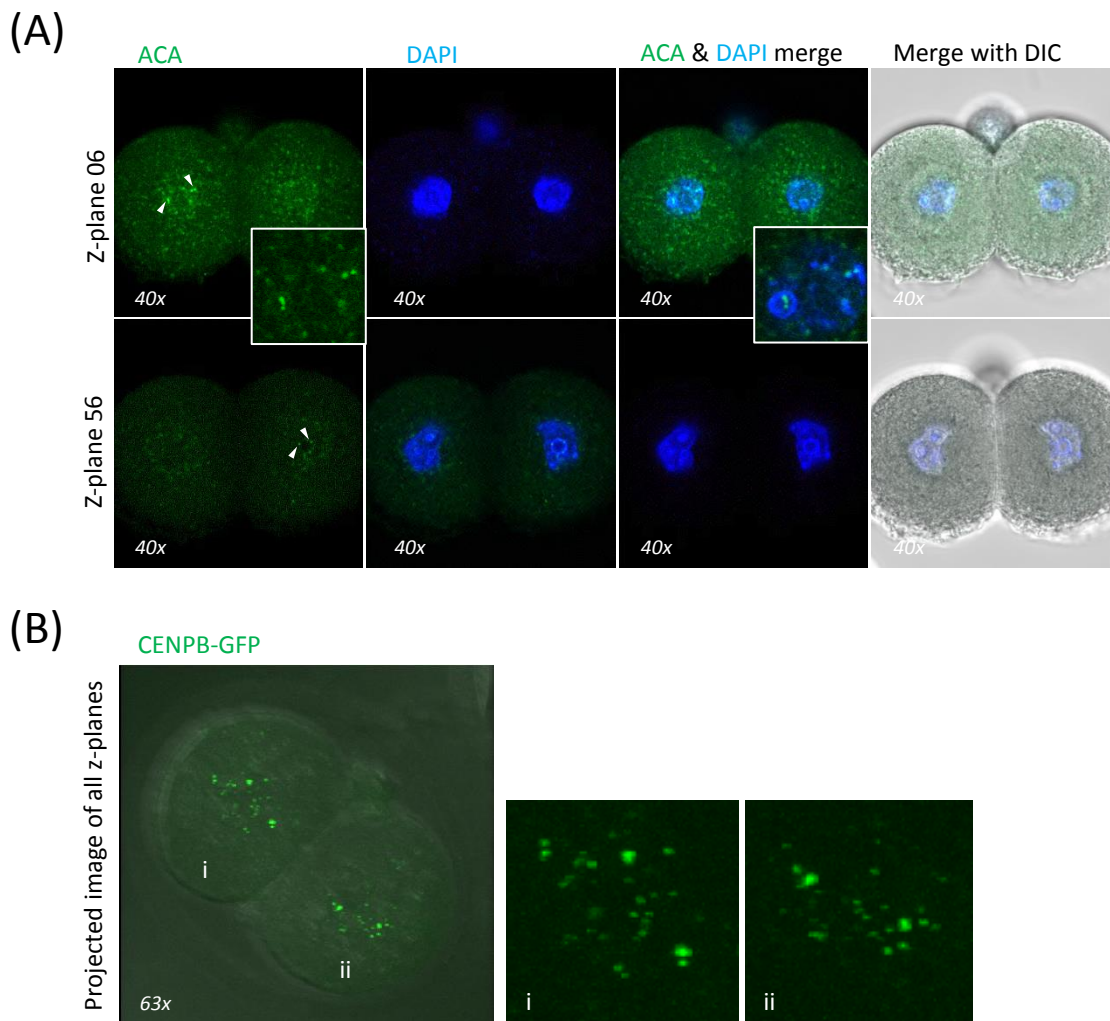 (A)
ACA
DAPI
ACA & DAPI merge
Merge with DIC
Z-plane 06
40x
40x
40x
40x
Z-plane 56
40x
40x
40x
40x
(B)
CENPB-GFP
Projected image of all z-planes
i
ii
63x
i
ii